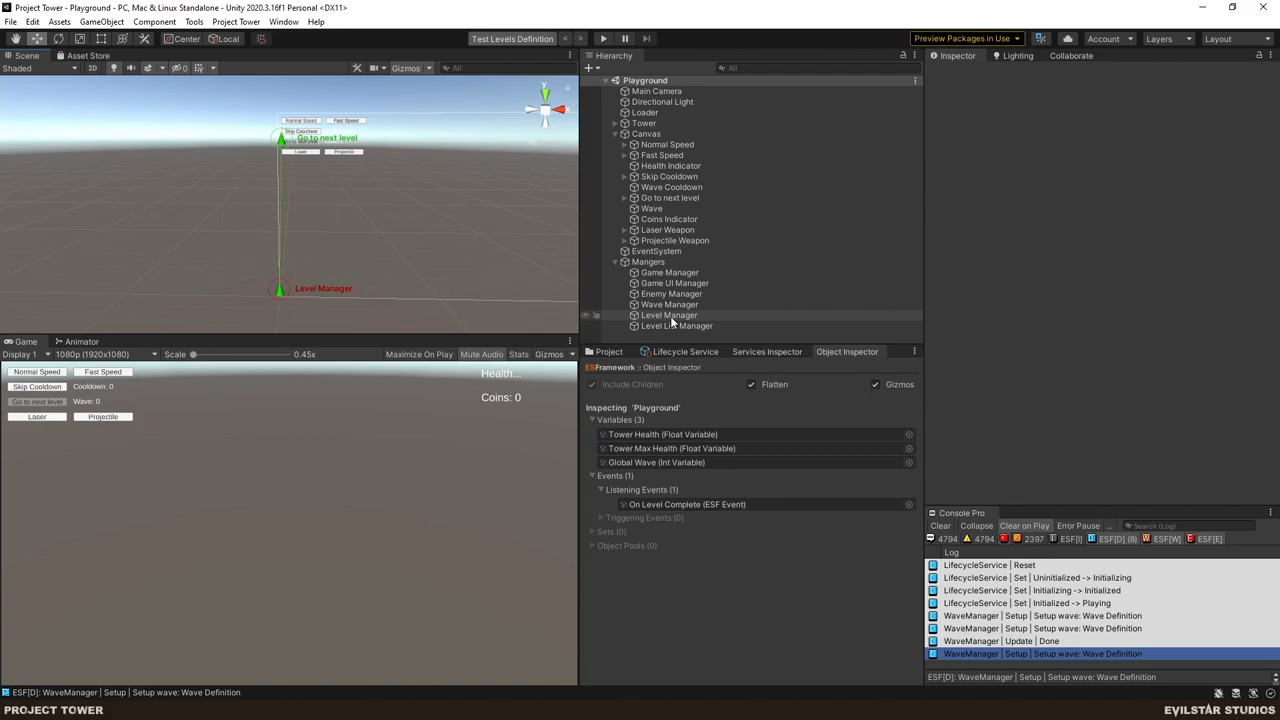 Project Tower - Playground - PC, Mac & Linux Standalone - Unity 2020.3.16f1 Personal <DX11>
File Edit Assets GameObject Component Tools Project Tower Window Help
Center Local Test Levels Definition Preview Packages in Use Account Layers Layout
Scene Asset Store
Shaded 2D 0 Gizmos All
Normal Speed Fast Speed
Skip Cooldown
Go to next level
Laser Projectile
Level Manager
y
Hierarchy
All
Playground
Main Camera
Directional Light
Loader
Tower
Canvas
Normal Speed
Fast Speed
Health Indicator
Skip Cooldown
Wave Cooldown
Go to next level
Wave
Coins Indicator
Laser Weapon
Projectile Weapon
EventSystem
Mangers
Game Manager
Game UI Manager
Enemy Manager
Wave Manager
Level Manager
Level Manager
Inspector Lighting Collaborate
Game Animator
Display 1 1080p (1920x1080) Scale 0.45x Maximize On Play Mute Audio Stats Gizmos
Normal Speed Fast Speed Health...
Skip Cooldown Cooldown: 0
Go to next level Wave: 0 Coins: 0
Laser Projectile
Project Lifecycle Service Services Inspector Object Inspector
ESFramework :: Object Inspector
Include Children Flatten Gizmos
Inspecting 'Playground'
Variables (3)
Tower Health (Float Variable)
Tower Max Health (Float Variable)
Global Wave (Int Variable)
Events (1)
Listening Events (1)
On Level Complete (ESF Event)
Triggering Events (0)
Sets (0)
Object Pools (0)
Console Pro
Clear Collapse Clear on Play Error Pause ... Search (Log)
4794 4794 2397 ESF[I] ESF[D] (8) ESF[W] ESF[E]
Log
LifecycleService | Reset
LifecycleService | Set | Uninitialized -> Initializing
LifecycleService | Set | Initializing -> Initialized
LifecycleService | Set | Initialized -> Playing
WaveManager | Setup | Setup wave: Wave Definition
WaveManager | Setup | Setup wave: Wave Definition
WaveManager | Update | Done
WaveManager | Setup | Setup wave: Wave Definition
ESF[D]: WaveManager | Setup | Setup wave: Wave Definition
ESF[D]: WaveManager | Setup | Setup wave: Wave Definition
PROJECT TOWER EVILSTAR STUDIOS